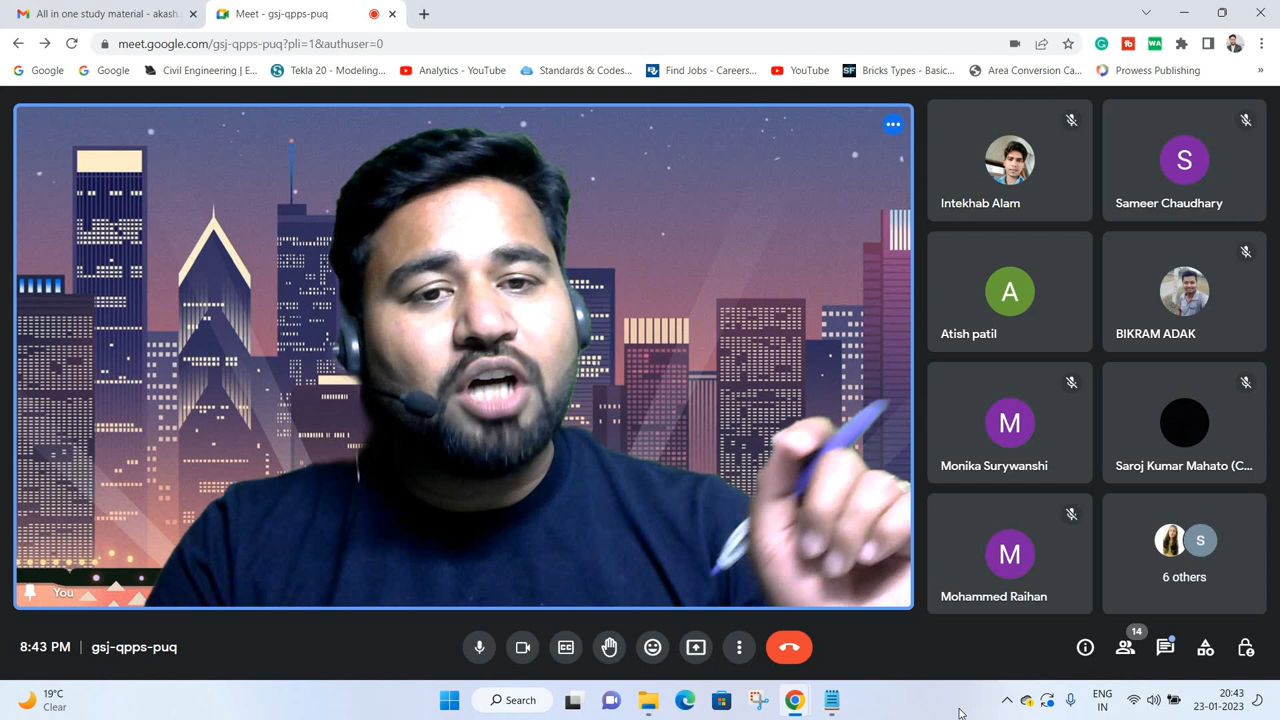 All in one study material - akash
Meet - gsj-qpps-puq
meet.google.com/gsj-qpps-puq?pli=1&authuser=0
Google
Google
Civil Engineering | E...
Tekla 20 - Modeling...
Analytics - YouTube
Standards & Codes...
Find Jobs - Careers...
YouTube
Bricks Types - Basic...
Area Conversion Ca...
Prowess Publishing
»
Intekhab Alam
S
Sameer Chaudhary
A
Atish patil
BIKRAM ADAK
M
Monika Surywanshi
Saroj Kumar Mahato (C...
M
Mohammed Raihan
S
6 others
You
8:43 PM | gsj-qpps-puq
14
19°C
Clear
Search
ENG
IN
20:43
23-01-2023